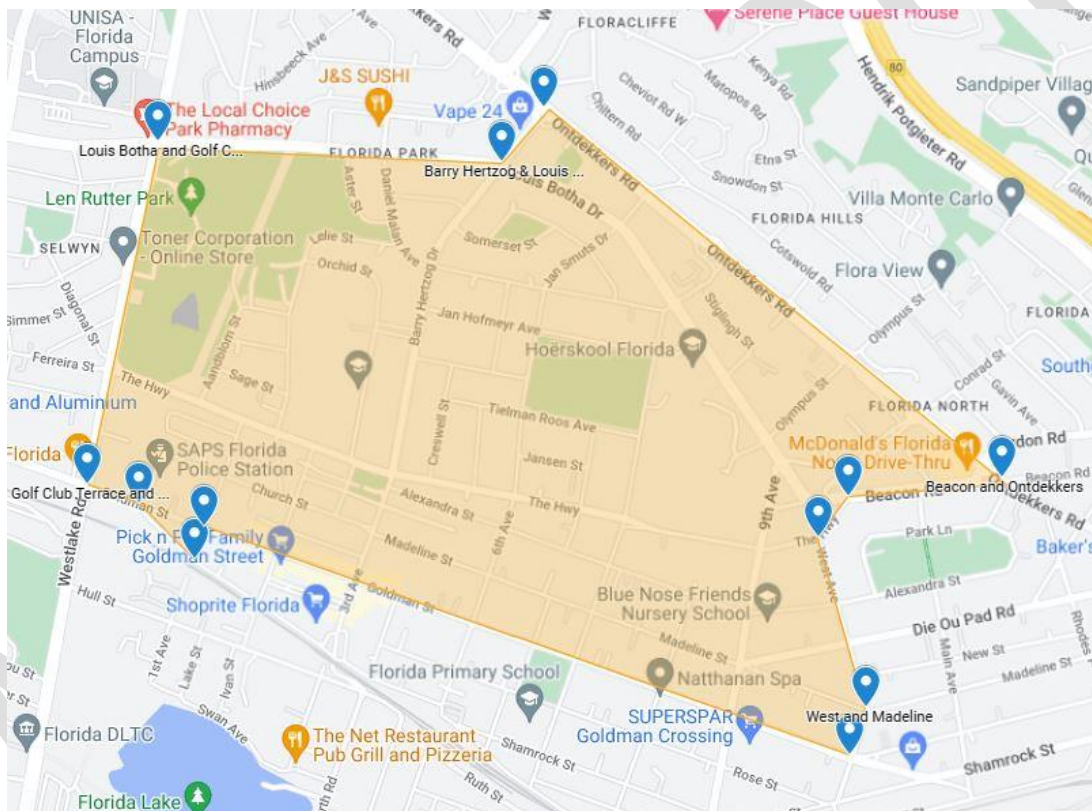 UNISA -
Florida
Campus
Hinsbeeck Ave
J&S SUSHI
Rd
FLORACLIFFE
Serene Place Guest House
80
Hendrik Potgieter Rd
Sandpiper Village
Kenya Rd
Matopos Rd
Cheviot Rd W
Chiltern Rd
Vape 24
The Local Choice
Park Pharmacy
Louis Botha and Golf C...
FLORIDA PARK
Barry Hertzog & Louis ...
Ontdekkers Rd
Etna St
Snowdon St
Villa Monte Carlo
Len Rutter Park
Aster St
Daniel Malan Ave
Louis Botha Dr
FLORIDA HILLS
SELWYN
Toner Corporation
- Online Store
Lelie St
Orchid St
Somerset St
Jan Smuts Dr
Ontdekkers Rd
Cotswold Rd
Flora View
Diagonal St
Simmer St
Barry Hertzog Dr
Jan Hofmeyr Ave
Stiglingh St
Olympus St
FLORIDA
Ferreira St
Aandblom St
Hoërskool Florida
The Hwy
Sage St
Conrad St
Gavin Ave
and Aluminium
Creswell St
Tielman Roos Ave
Olympus St
FLORIDA NORTH
Florida
SAPS Florida
Police Station
Jansen St
McDonald's Florida
North Drive-Thru
Beacon Rd
Golf Club Terrace and ...
Church St
Alexandra St
The Hwy
9th Ave
Beacon and Ontdekkers
Ontdekkers Rd
Westlake Rd
Pick n Pay Family
Goldman Street
Madeline St
6th Ave
The Hwy
West Ave
Park Ln
Baker's
Hull St
Shoprite Florida
3rd Ave
Goldman St
Blue Nose Friends
Nursery School
Alexandra St
Die Ou Pad Rd
1st Ave
Lake St
Ivan St
Florida Primary School
Madeline St
Natthanan Spa
New St
Main Ave
Madeline St
Swan Ave
West and Madeline
Florida DLTC
The Net Restaurant
Pub Grill and Pizzeria
SUPERSPAR
Goldman Crossing
Shamrock St
Shamrock St
Rose St
Ruth St
Florida Lake